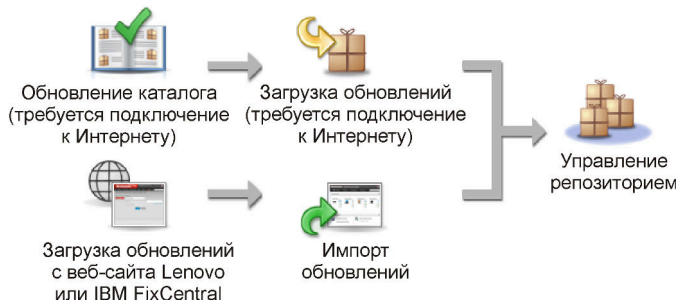 Обновление каталога
(требуется подключение
к Интернету)
Загрузка обновлений
(требуется подключение
к Интернету)
Управление
репозиторием
Загрузка обновлений
с веб-сайта Lenovo
или IBM FixCentral
Импорт
обновлений